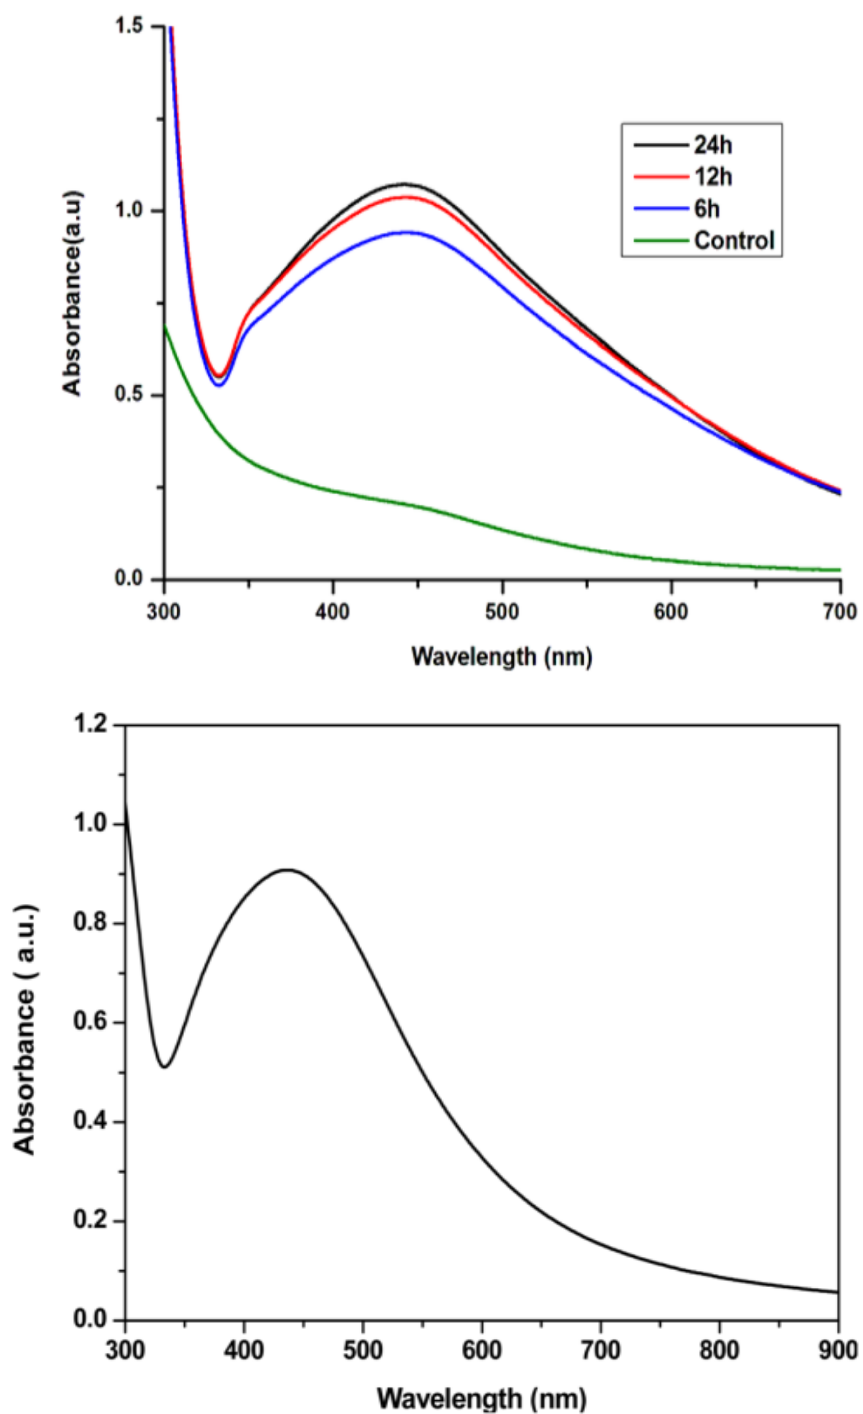 1.5
1.0
0.5
0.0
Absorbance(a.u)
24h
12h
6h
Control
300 400 500 600 700
Wavelength (nm)
1.2
1.0
0.8
0.6
0.4
0.2
0.0
Absorbance ( a.u.)
300 400 500 600 700 800 900
Wavelength (nm)